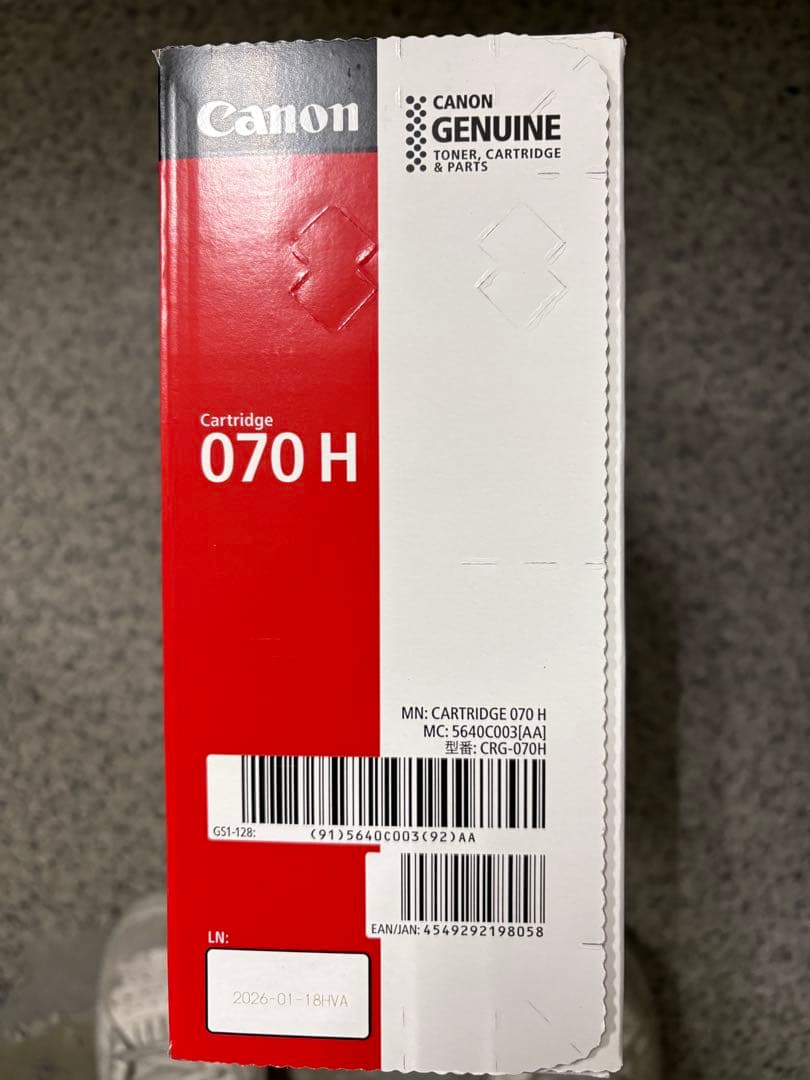 Canon
CANON
GENUINE
TONER, CARTRIDGE
& PARTS
Cartridge
070 H
MN: CARTRIDGE 070 H
MC: 5640C003[AA]
型番: CRG-070H
GS1-128: (91)5640C003(92)AA
EAN/JAN: 4549292198058
LN:
2026-01-18HVA